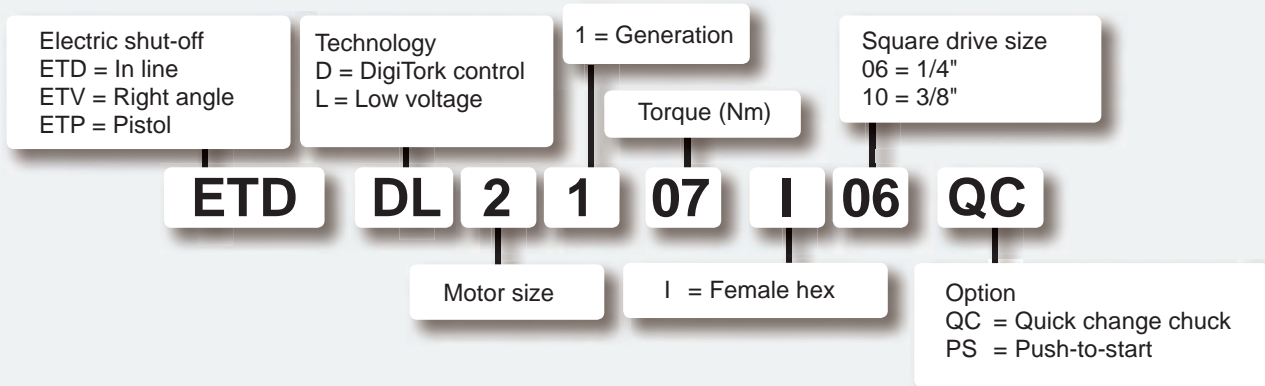 Electric shut-off
ETD = In line
ETV = Right angle
ETP = Pistol
Technology
D = DigiTork control
L = Low voltage
1 = Generation
Torque (Nm)
Square drive size
06 = 1/4"
10 = 3/8"
ETD DL 2 1 07 I 06 QC
Motor size
I = Female hex
Option
QC = Quick change chuck
PS = Push-to-start